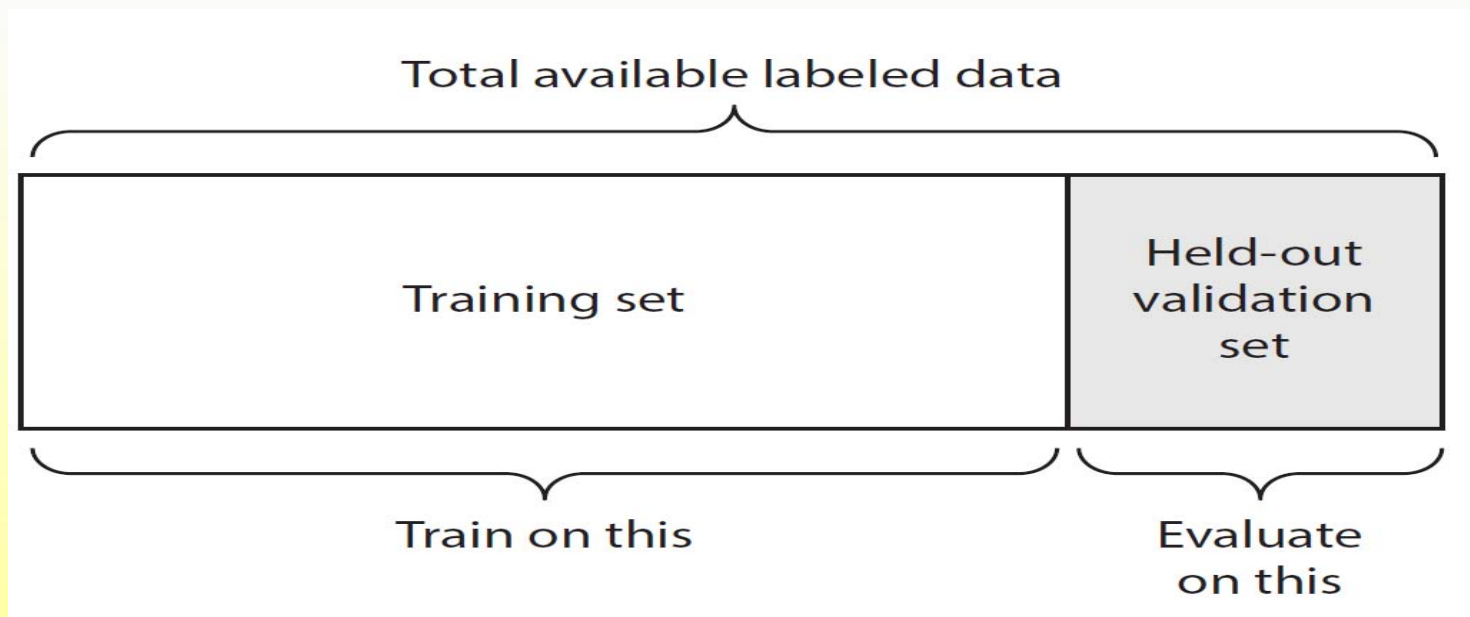 Total available labeled data
Training set
Held-out
validation
set
Train on this
Evaluate
on this